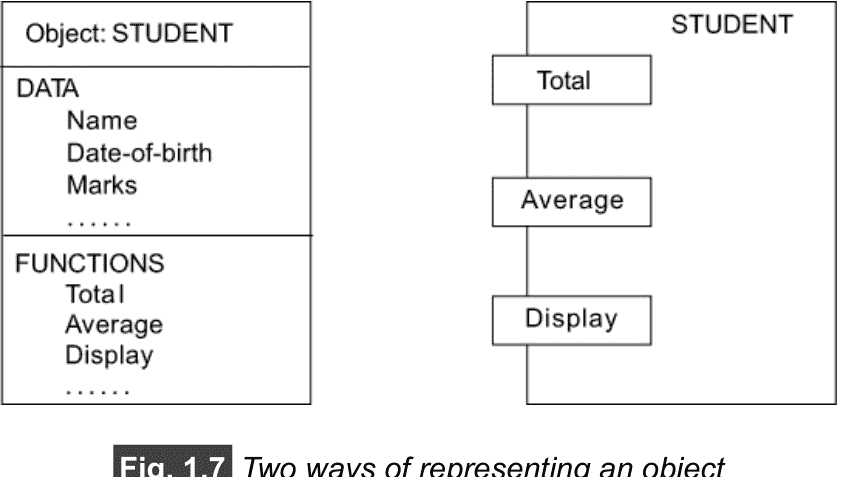 Object: STUDENT
DATA
Name
Date-of-birth
Marks
......
FUNCTIONS
Total
Average
Display
......
STUDENT
Total
Average
Display
Fig. 1.7 Two ways of representing an object